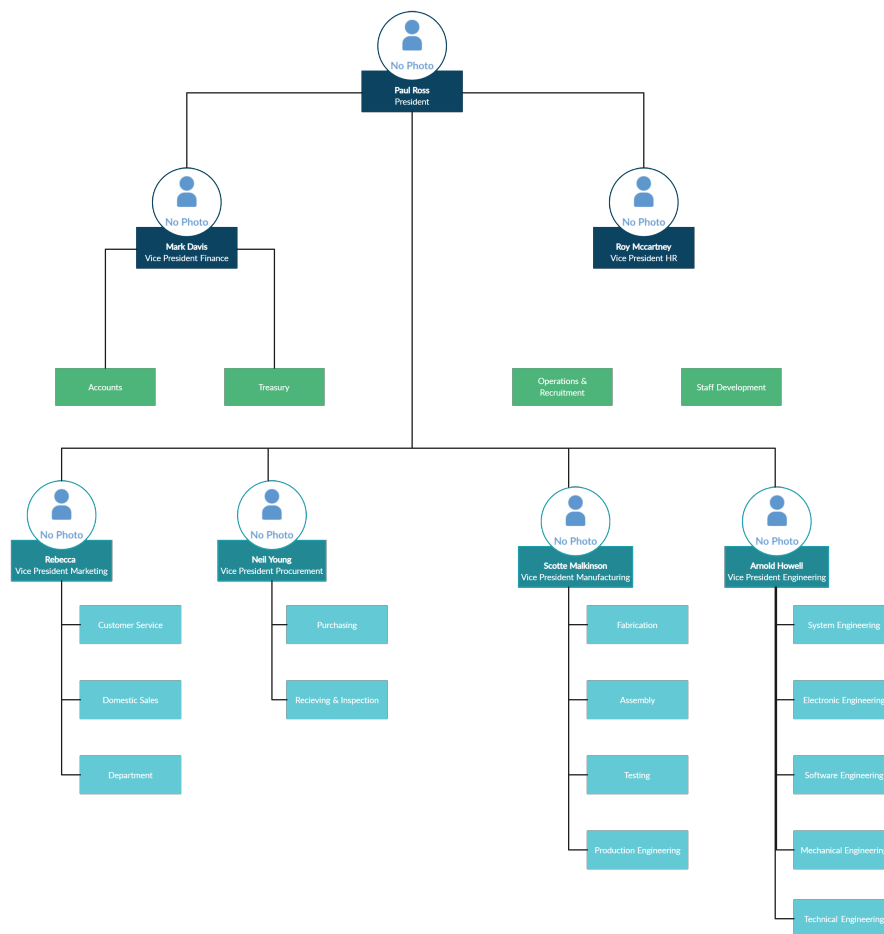 No Photo
Paul Ross
President
No Photo
Mark Davis
Vice President Finance
No Photo
Roy Mccartney
Vice President HR
Accounts
Treasury
Operations &
Recruitment
Staff Development
No Photo
Rebecca
Vice President Marketing
No Photo
Neil Young
Vice President Procurement
No Photo
Scotte Malkinson
Vice President Manufacturing
No Photo
Arnold Howell
Vice President Engineering
Customer Service
Domestic Sales
Department
Purchasing
Recieving & Inspection
Fabrication
Assembly
Testing
Production Engineering
System Engineering
Electronic Engineering
Software Engineering
Mechanical Engineering
Technical Engineering